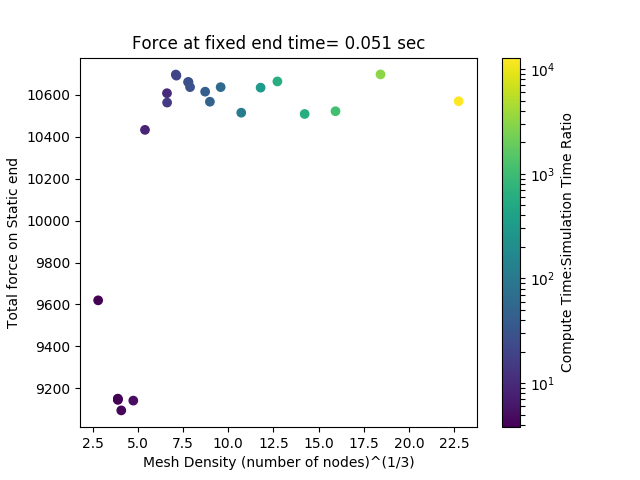 Force at fixed end time= 0.051 sec
Total force on Static end
10600
10400
10200
10000
9800
9600
9400
9200
2.5 5.0 7.5 10.0 12.5 15.0 17.5 20.0 22.5
Mesh Density (number of nodes)^(1/3)
10^4
10^3
10^2
10^1
Compute Time:Simulation Time Ratio